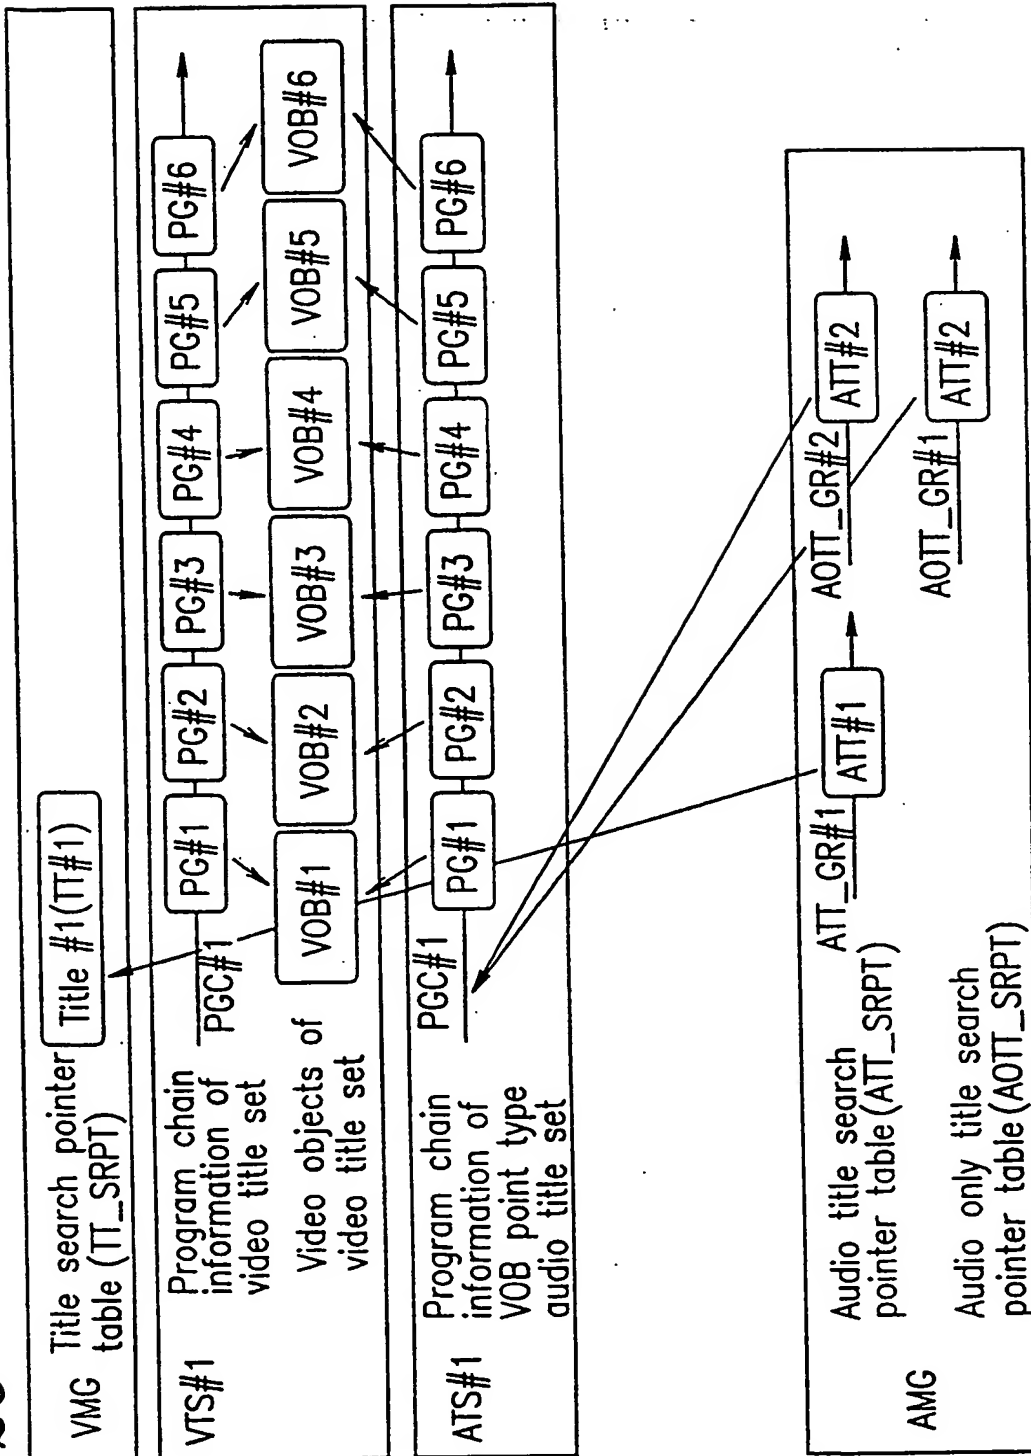 VMG
Title search pointer
table (TT_SRPT)
Title #1(TT#1)
VTS#1
Program chain
information of
video title set
PGC#1
PG#1
PG#2
PG#3
PG#4
PG#5
PG#6
Video objects of
video title set
VOB#1
VOB#2
VOB#3
VOB#4
VOB#5
VOB#6
ATS#1
Program chain
information of
VOB point type
audio title set
PGC#1
PG#1
PG#2
PG#3
PG#4
PG#5
PG#6
AMG
Audio title search
pointer table(ATT_SRPT)
ATT_GR#1
ATT#1
AOTT_GR#2
ATT#2
Audio only title search
pointer table(AOTT_SRPT)
AOTT_GR#1
ATT#2